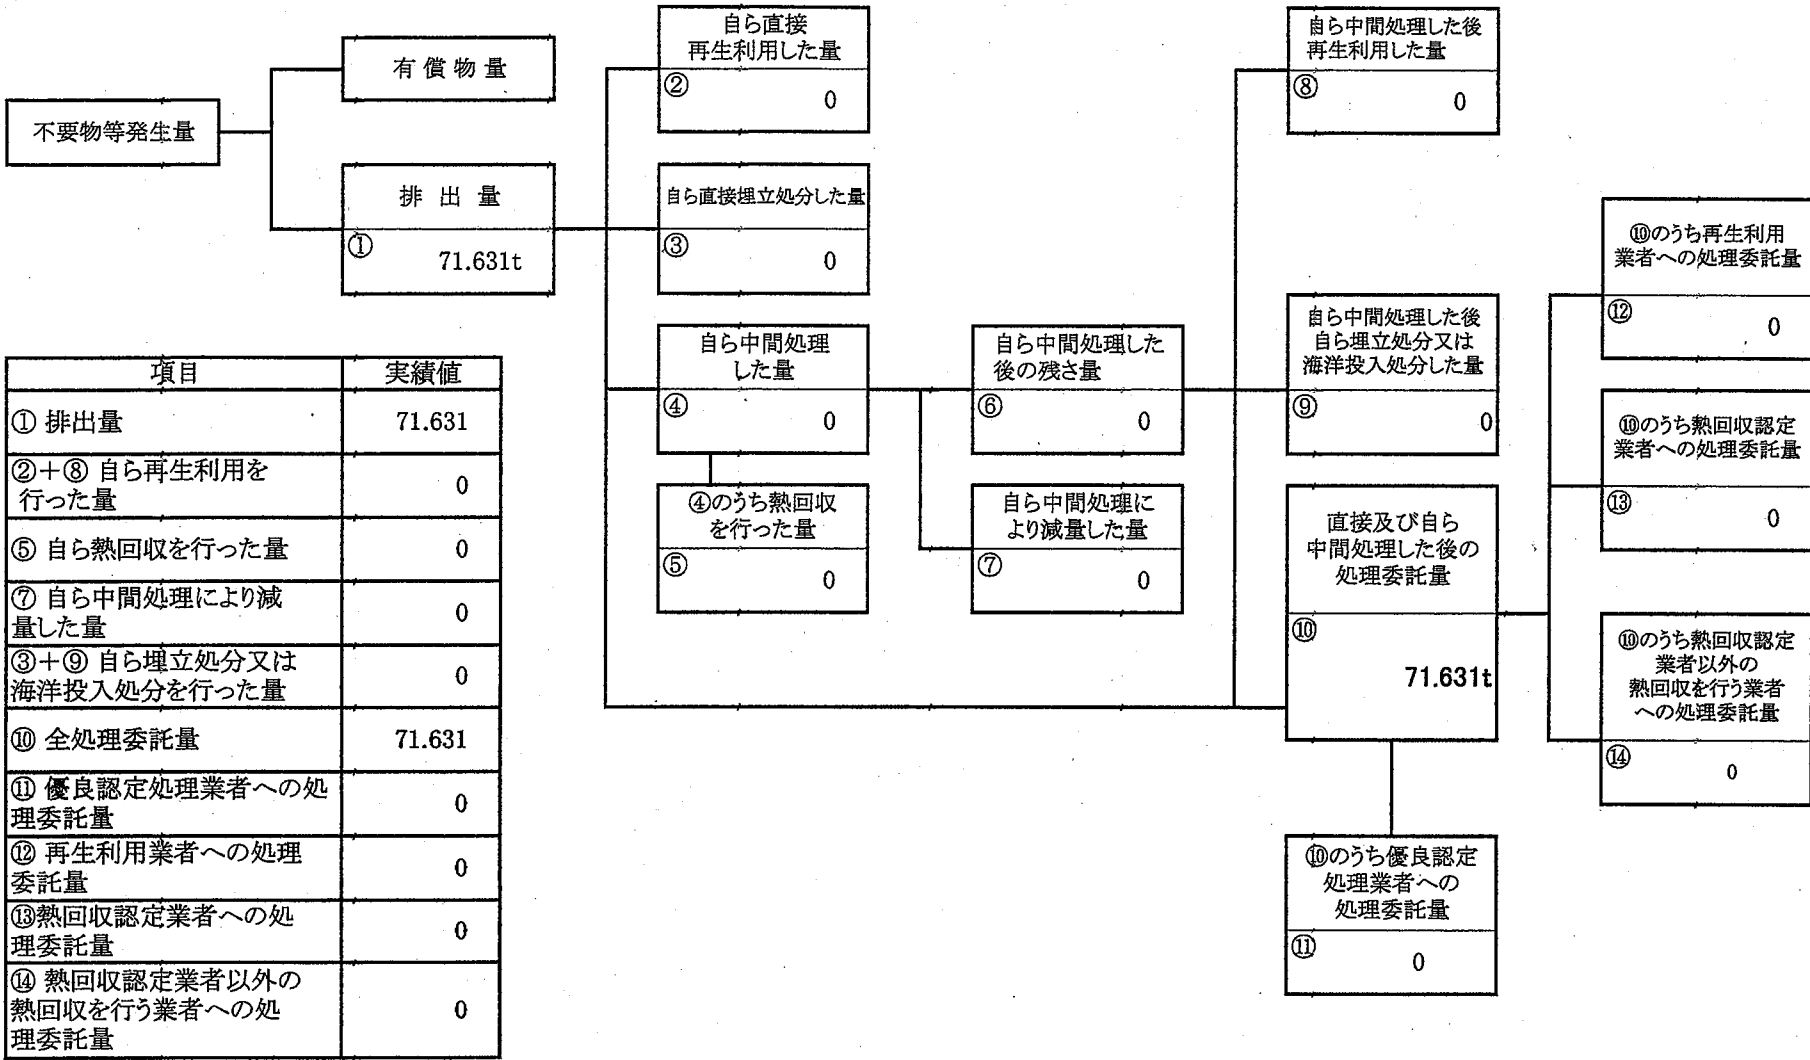 不要物等発生量
有償物量
排出量
①
71.631t
自ら直接
再生利用した量
②
0
自ら直接埋立処分した量
③
0
自ら中間処理
した量
④
0
④のうち熱回収
を行った量
⑤
0
自ら中間処理した
後の残さ量
⑥
0
自ら中間処理に
より減量した量
⑦
0
自ら中間処理した後
再生利用した量
⑧
0
自ら中間処理した後
自ら埋立処分又は
海洋投入処分した量
⑨
0
直接及び自ら
中間処理した後の
処理委託量
⑩
71.631t
⑩のうち優良認定
処理業者への
処理委託量
⑪
0
⑩のうち再生利用
業者への処理委託量
⑫
0
⑩のうち熱回収認定
業者への処理委託量
⑬
0
⑩のうち熱回収認定
業者以外の
熱回収を行う業者
への処理委託量
⑭
0
項目 実績値
① 排出量 71.631
②+⑧ 自ら再生利用を
行った量 0
⑤ 自ら熱回収を行った量 0
⑦ 自ら中間処理により減
量した量 0
③+⑨ 自ら埋立処分又は
海洋投入処分を行った量 0
⑩ 全処理委託量 71.631
⑪ 優良認定処理業者への処
理委託量 0
⑫ 再生利用業者への処理
委託量 0
⑬熱回収認定業者への処
理委託量 0
⑭ 熱回収認定業者以外の
熱回収を行う業者への処
理委託量 0